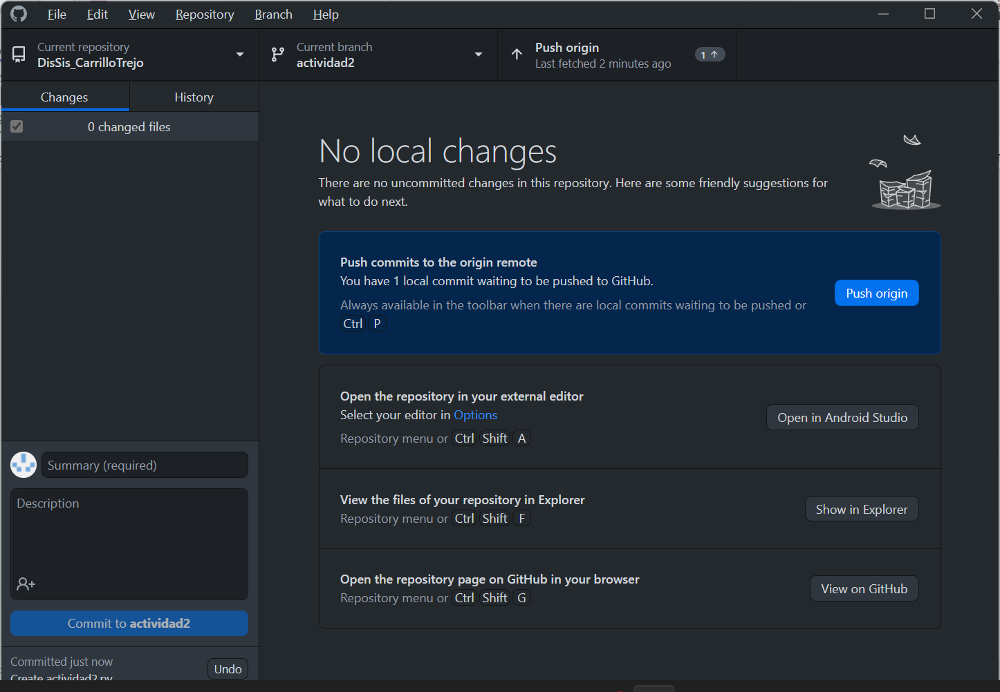 File Edit View Repository Branch Help
Current repository
DisSis_CarrilloTrejo
Current branch
actividad2
Push origin
Last fetched 2 minutes ago
1
Changes
History
0 changed files
No local changes
There are no uncommitted changes in this repository. Here are some friendly suggestions for
what to do next.
Push commits to the origin remote
You have 1 local commit waiting to be pushed to GitHub.
Always available in the toolbar when there are local commits waiting to be pushed or
Ctrl P
Push origin
Open the repository in your external editor
Select your editor in Options
Repository menu or Ctrl Shift A
Open in Android Studio
View the files of your repository in Explorer
Repository menu or Ctrl Shift F
Show in Explorer
Open the repository page on GitHub in your browser
Repository menu or Ctrl Shift G
View on GitHub
Summary (required)
Description
Commit to actividad2
Committed just now
Create actividad2.py
Undo